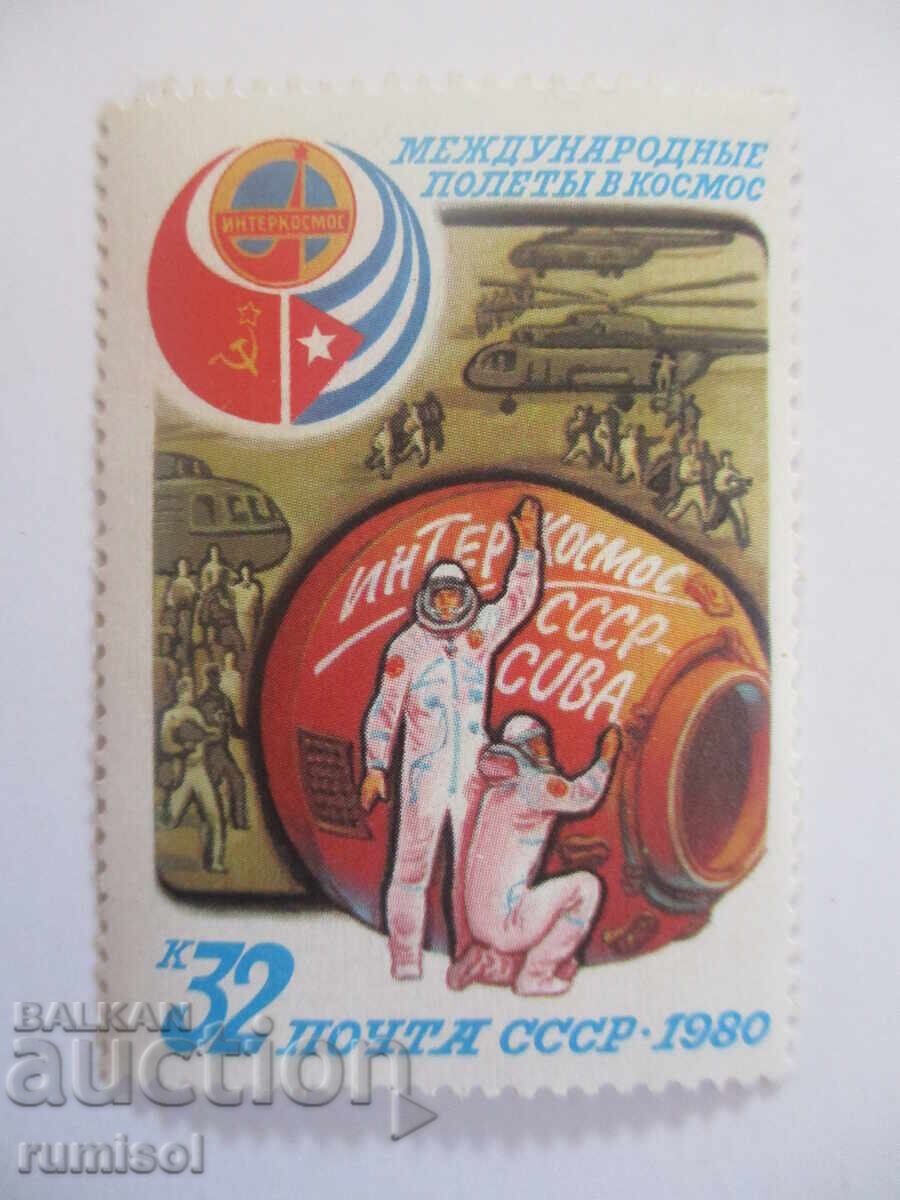 МЕЖДУНАРОДНЫЕ
ПОЛЕТЫ В КОСМОС
ИНТЕРКОСМОС
ИНТЕРКОСМОС
СССР-
CUBA
К 32
ПОЧТА СССР·1980
BALKAN
auction
rumisol